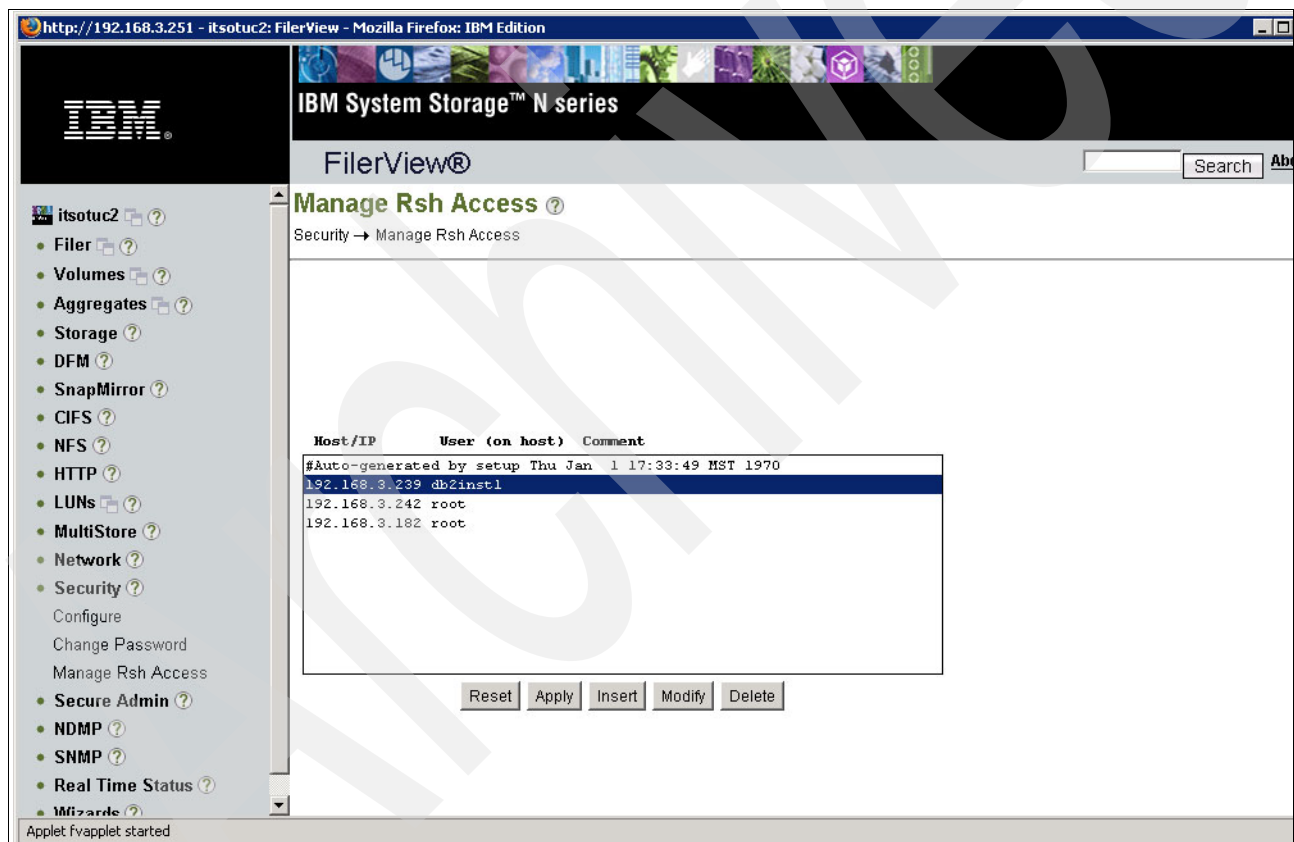 http://192.168.3.251 - itsotuc2: FilerView - Mozilla Firefox: IBM Edition
IBM
IBM System Storage™ N series
FilerView®
Search
itsotuc2
Filer
Volumes
Aggregates
Storage
DFM
SnapMirror
CIFS
NFS
HTTP
LUNs
MultiStore
Network
Security
Configure
Change Password
Manage Rsh Access
Secure Admin
NDMP
SNMP
Real Time Status
Wizards
Manage Rsh Access
Security → Manage Rsh Access
Host/IP User (on host) Comment
#Auto-generated by setup Thu Jan 1 17:33:49 MST 1970
192.168.3.239 db2inst1
192.168.3.242 root
192.168.3.182 root
Reset Apply Insert Modify Delete
Applet fvapplet started